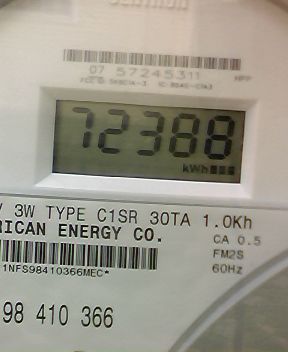 07 57245311
72388
kWh
V 3W TYPE C1SR 30TA 1.0Kh
RICAN ENERGY CO.
CA 0.5
FM2S
60Hz
1NFS98410366MEC*
98 410 366